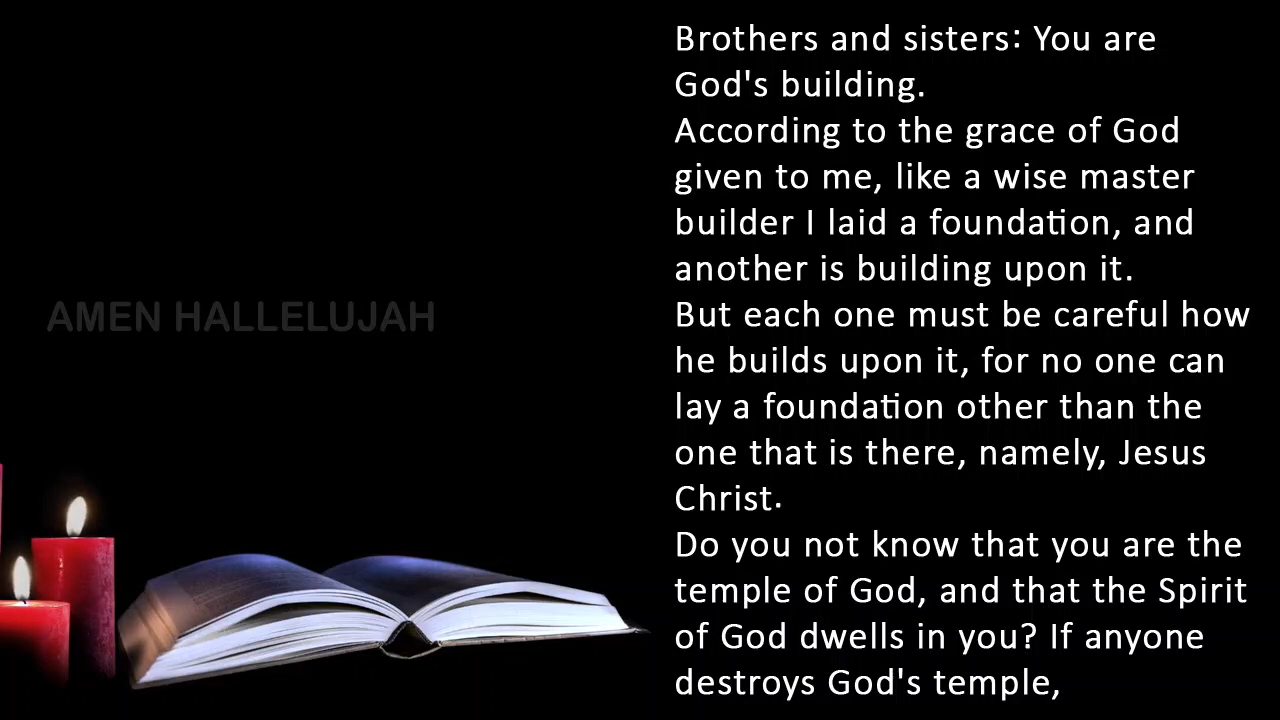 Brothers and sisters: You are
God's building.
According to the grace of God
given to me, like a wise master
builder I laid a foundation, and
another is building upon it.
But each one must be careful how
he builds upon it, for no one can
lay a foundation other than the
one that is there, namely, Jesus
Christ.
Do you not know that you are the
temple of God, and that the Spirit
of God dwells in you? If anyone
destroys God's temple,
AMEN HALLELUJAH